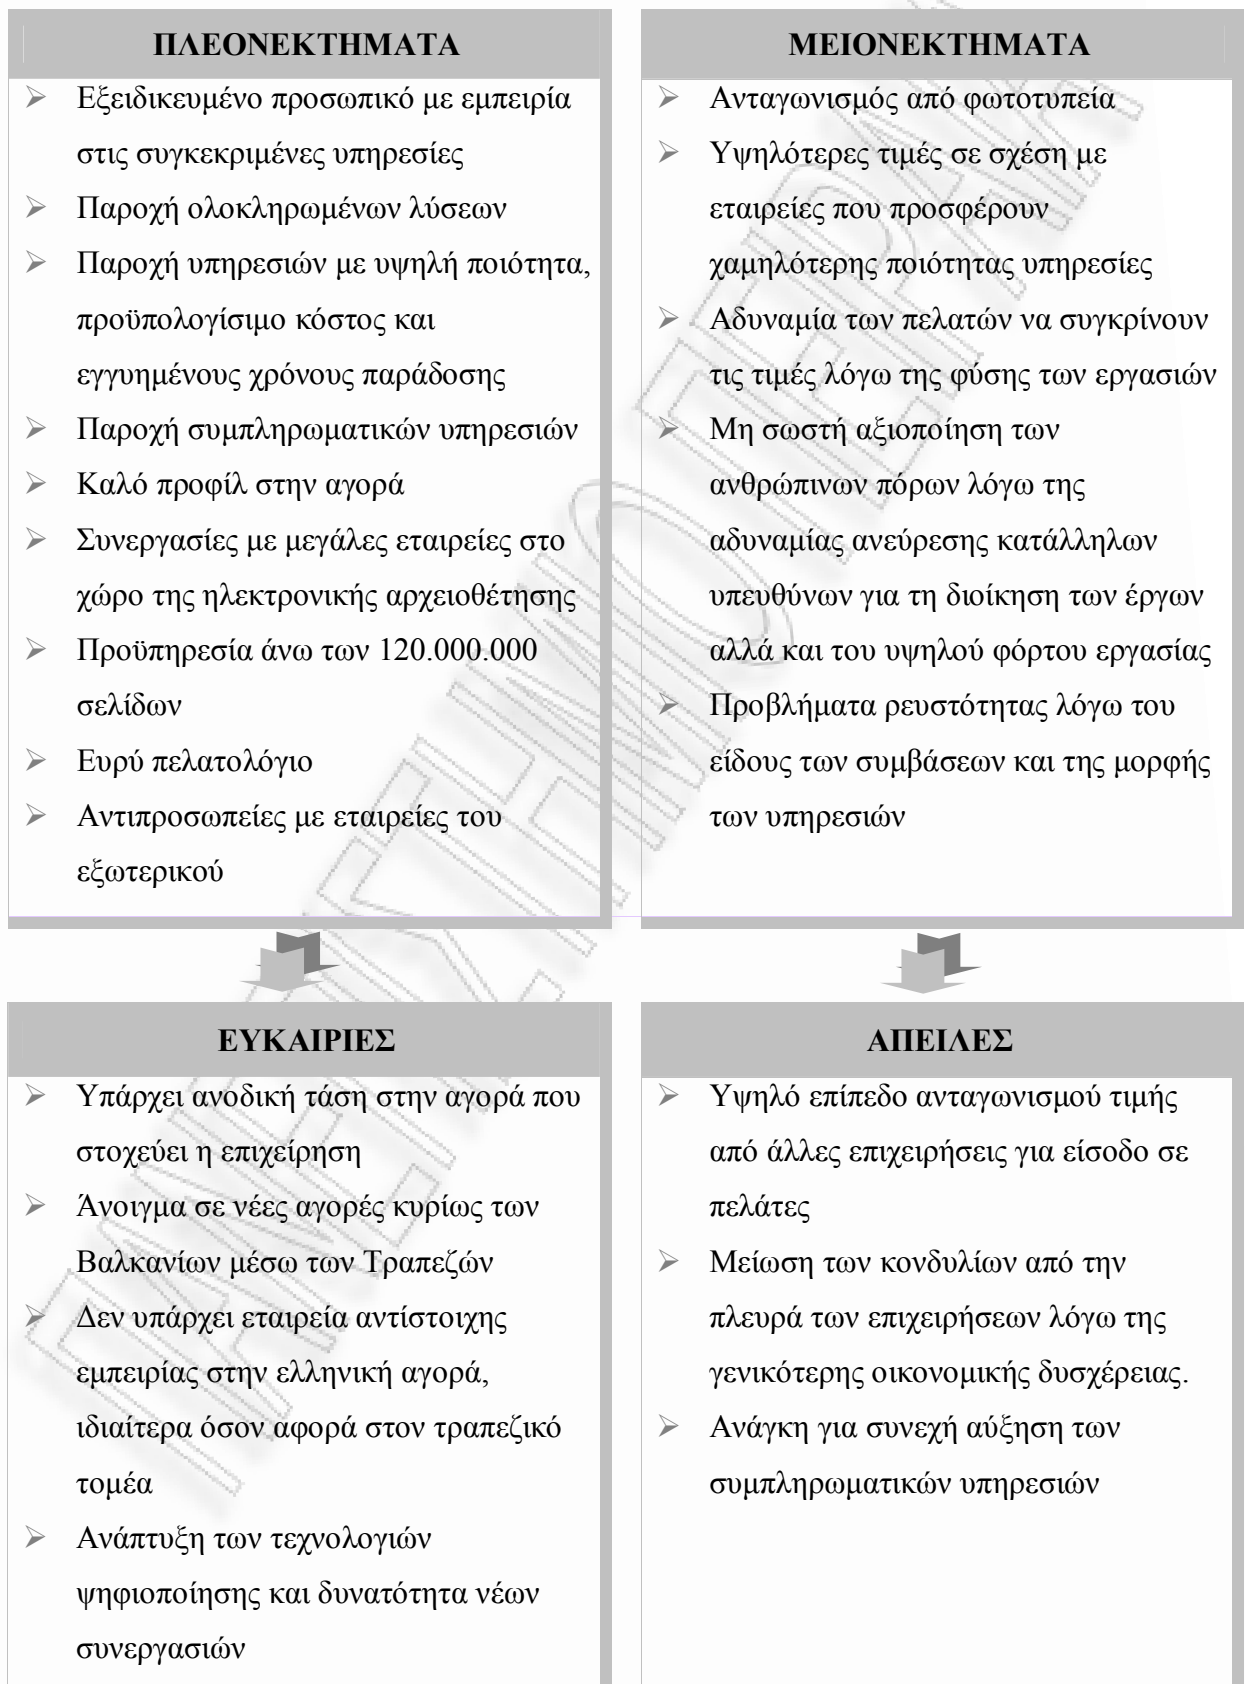 ΠΛΕΟΝΕΚΤΗΜΑΤΑ
Εξειδικευμένο προσωπικό με εμπειρία
στις συγκεκριμένες υπηρεσίες
Παροχή ολοκληρωμένων λύσεων
Παροχή υπηρεσιών με υψηλή ποιότητα,
προϋπολογίσιμο κόστος και
εγγυημένους χρόνους παράδοσης
Παροχή συμπληρωματικών υπηρεσιών
Καλό προφίλ στην αγορά
Συνεργασίες με μεγάλες εταιρείες στο
χώρο της ηλεκτρονικής αρχειοθέτησης
Προϋπηρεσία άνω των 120.000.000
σελίδων
Ευρύ πελατολόγιο
Αντιπροσωπείες με εταιρείες του
εξωτερικού
ΜΕΙΟΝΕΚΤΗΜΑΤΑ
Ανταγωνισμός από φωτοτυπεία
Υψηλότερες τιμές σε σχέση με
εταιρείες που προσφέρουν
χαμηλότερης ποιότητας υπηρεσίες
Αδυναμία των πελατών να συγκρίνουν
τις τιμές λόγω της φύσης των εργασιών
Μη σωστή αξιοποίηση των
ανθρώπινων πόρων λόγω της
αδυναμίας ανεύρεσης κατάλληλων
υπευθύνων για τη διοίκηση των έργων
αλλά και του υψηλού φόρτου εργασίας
Προβλήματα ρευστότητας λόγω του
είδους των συμβάσεων και της μορφής
των υπηρεσιών
ΕΥΚΑΙΡΙΕΣ
Υπάρχει ανοδική τάση στην αγορά που
στοχεύει η επιχείρηση
Άνοιγμα σε νέες αγορές κυρίως των
Βαλκανίων μέσω των Τραπεζών
Δεν υπάρχει εταιρεία αντίστοιχης
εμπειρίας στην ελληνική αγορά,
ιδιαίτερα όσον αφορά στον τραπεζικό
τομέα
Ανάπτυξη των τεχνολογιών
ψηφιοποίησης και δυνατότητα νέων
συνεργασιών
ΑΠΕΙΛΕΣ
Υψηλό επίπεδο ανταγωνισμού τιμής
από άλλες επιχειρήσεις για είσοδο σε
πελάτες
Μείωση των κονδυλίων από την
πλευρά των επιχειρήσεων λόγω της
γενικότερης οικονομικής δυσχέρειας.
Ανάγκη για συνεχή αύξηση των
συμπληρωματικών υπηρεσιών